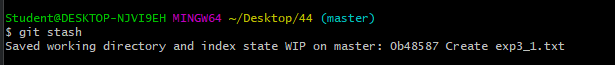 Student@DESKTOP-NJVI9EH MINGW64 ~/Desktop/44 (master)
$ git stash
Saved working directory and index state WIP on master: 0b48587 Create exp3_1.txt